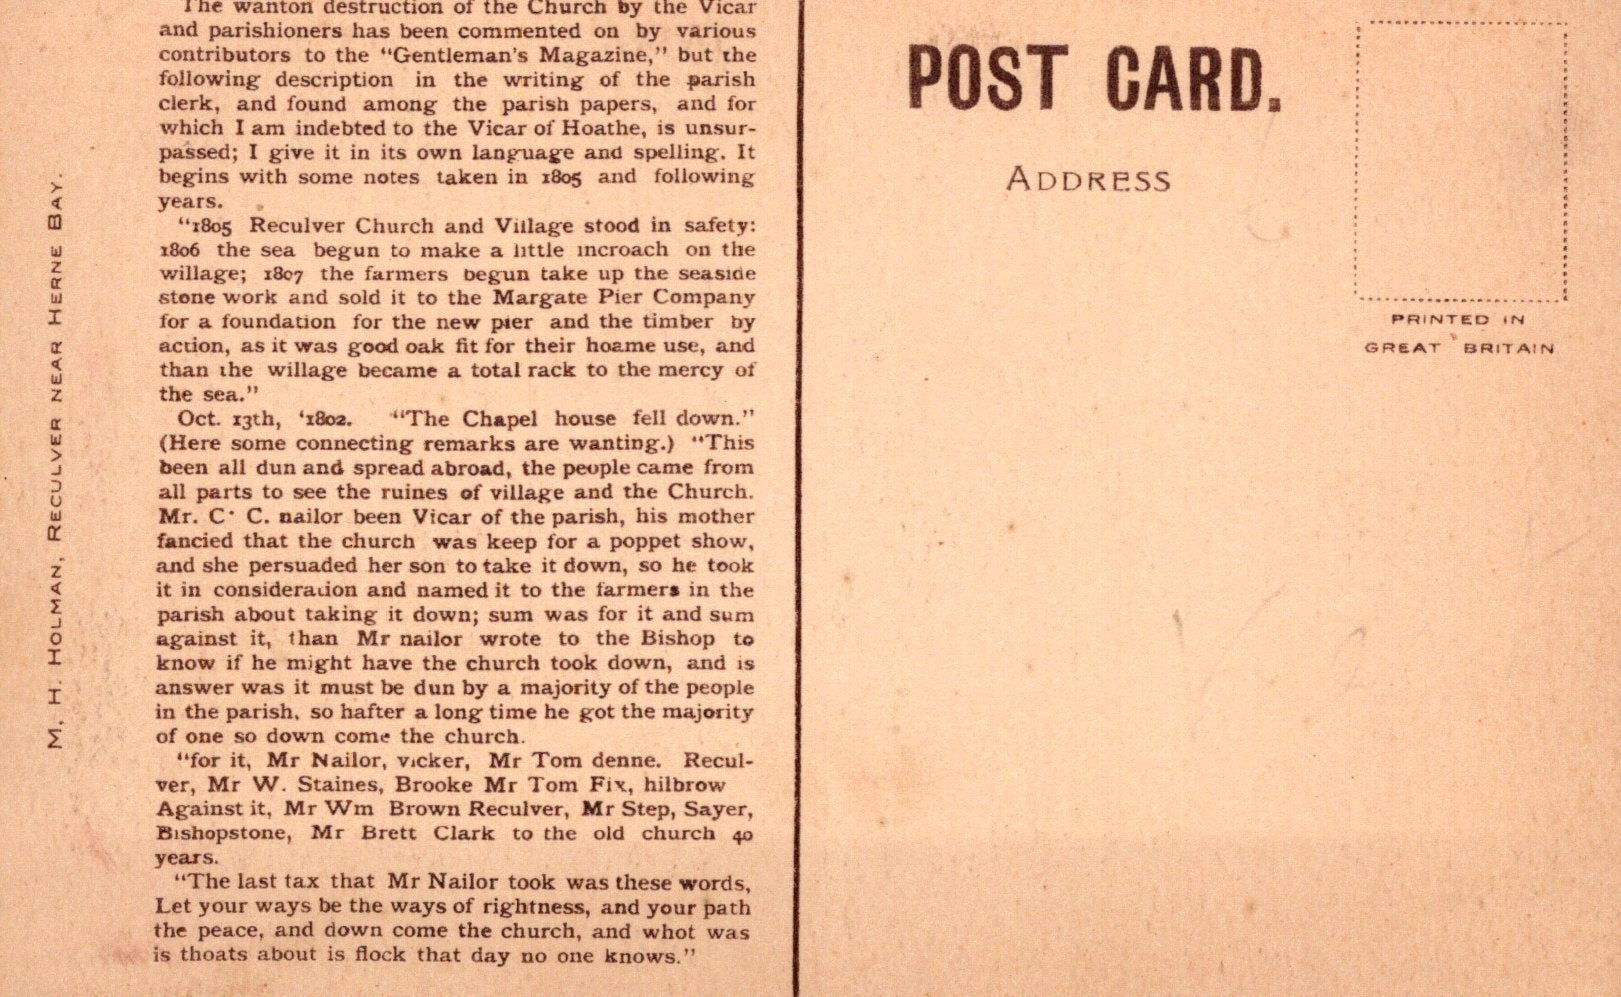 The wanton destruction of the Church by the Vicar
and parishioners has been commented on by various
contributors to the "Gentleman's Magazine," but the
following description in the writing of the parish
clerk, and found among the parish papers, and for
which I am indebted to the Vicar of Hoathe, is unsur-
passed; I give it in its own language and spelling. It
begins with some notes taken in 1805 and following
years.
"1805 Reculver Church and Village stood in safety:
1806 the sea begun to make a little incroach on the
willage; 1807 the farmers begun take up the seaside
stone work and sold it to the Margate Pier Company
for a foundation for the new pier and the timber by
action, as it was good oak fit for their hoame use, and
than the willage became a total rack to the mercy of
the sea."
Oct. 13th, '1802. "The Chapel house fell down."
(Here some connecting remarks are wanting.) "This
been all dun and spread abroad, the people came from
all parts to see the ruines of village and the Church.
Mr. C· C. nailor been Vicar of the parish, his mother
fancied that the church was keep for a poppet show,
and she persuaded her son to take it down, so he took
it in consideration and named it to the farmers in the
parish about taking it down; sum was for it and sum
against it, than Mr nailor wrote to the Bishop to
know if he might have the church took down, and is
answer was it must be dun by a majority of the people
in the parish, so hafter a long time he got the majority
of one so down come the church.
"for it, Mr Nailor, vicker, Mr Tom denne. Recul-
ver, Mr W. Staines, Brooke Mr Tom Fix, hilbrow
Against it, Mr Wm Brown Reculver, Mr Step, Sayer,
Bishopstone, Mr Brett Clark to the old church 40
years.
"The last tax that Mr Nailor took was these words,
Let your ways be the ways of rightness, and your path
the peace, and down come the church, and whot was
is thoats about is flock that day no one knows."
M. H. HOLMAN, RECULVER NEAR HERNE BAY.
POST CARD.
ADDRESS
PRINTED IN
GREAT BRITAIN